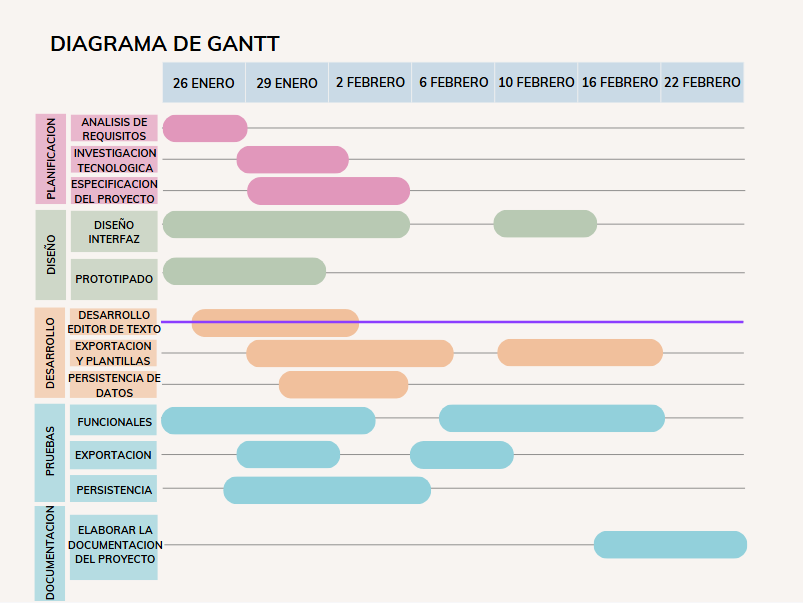 DIAGRAMA DE GANTT
26 ENERO
29 ENERO
2 FEBRERO
6 FEBRERO
10 FEBRERO
16 FEBRERO
22 FEBRERO
PLANIFICACION
ANALISIS DE
REQUISITOS
INVESTIGACION
TECNOLOGICA
ESPECIFICACION
DEL PROYECTO
DISEÑO
DISEÑO
INTERFAZ
PROTOTIPADO
DESARROLLO
DESARROLLO
EDITOR DE TEXTO
EXPORTACION
Y PLANTILLAS
PERSISTENCIA DE
DATOS
PRUEBAS
FUNCIONALES
EXPORTACION
PERSISTENCIA
DOCUMENTACION
ELABORAR LA
DOCUMENTACION
DEL PROYECTO